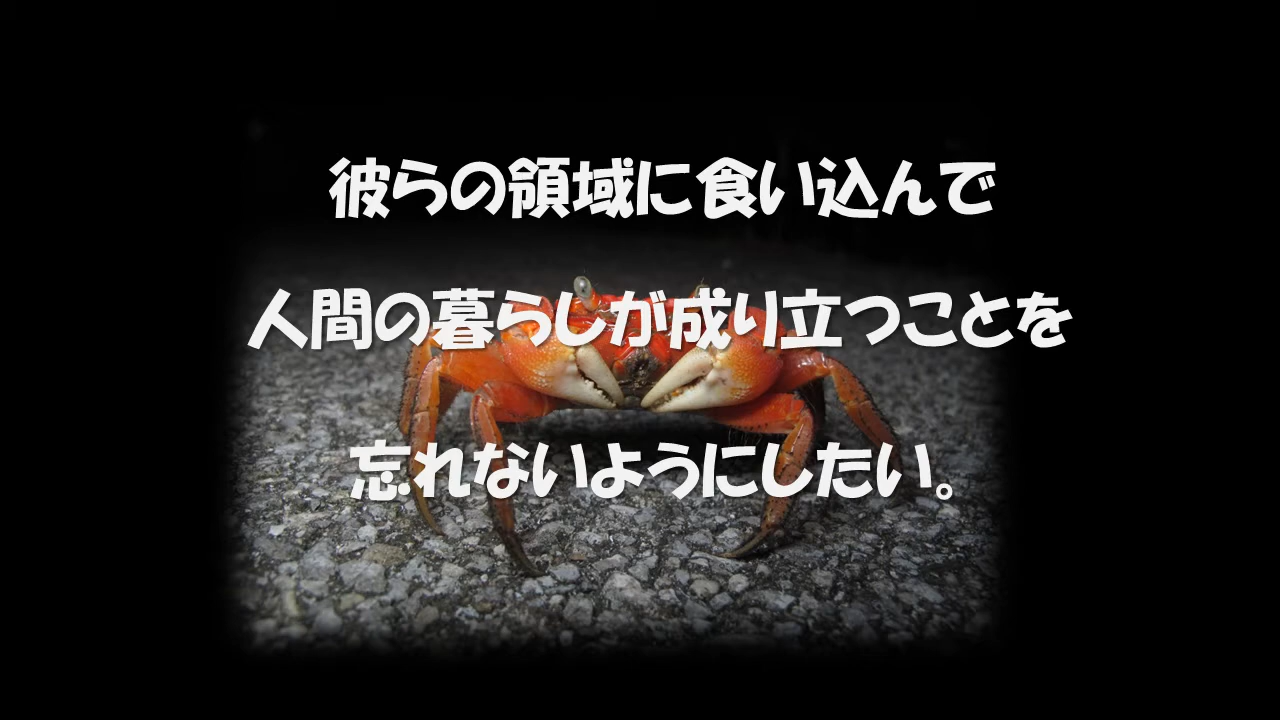 彼らの領域に食い込んで
人間の暮らしが成り立つことを
忘れないようにしたい。